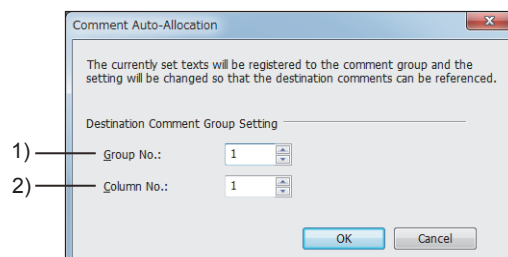 Comment Auto-Allocation
The currently set texts will be registered to the comment group and the
setting will be changed so that the destination comments can be referenced.
Destination Comment Group Setting
1) Group No.: 1
2) Column No.: 1
OK Cancel